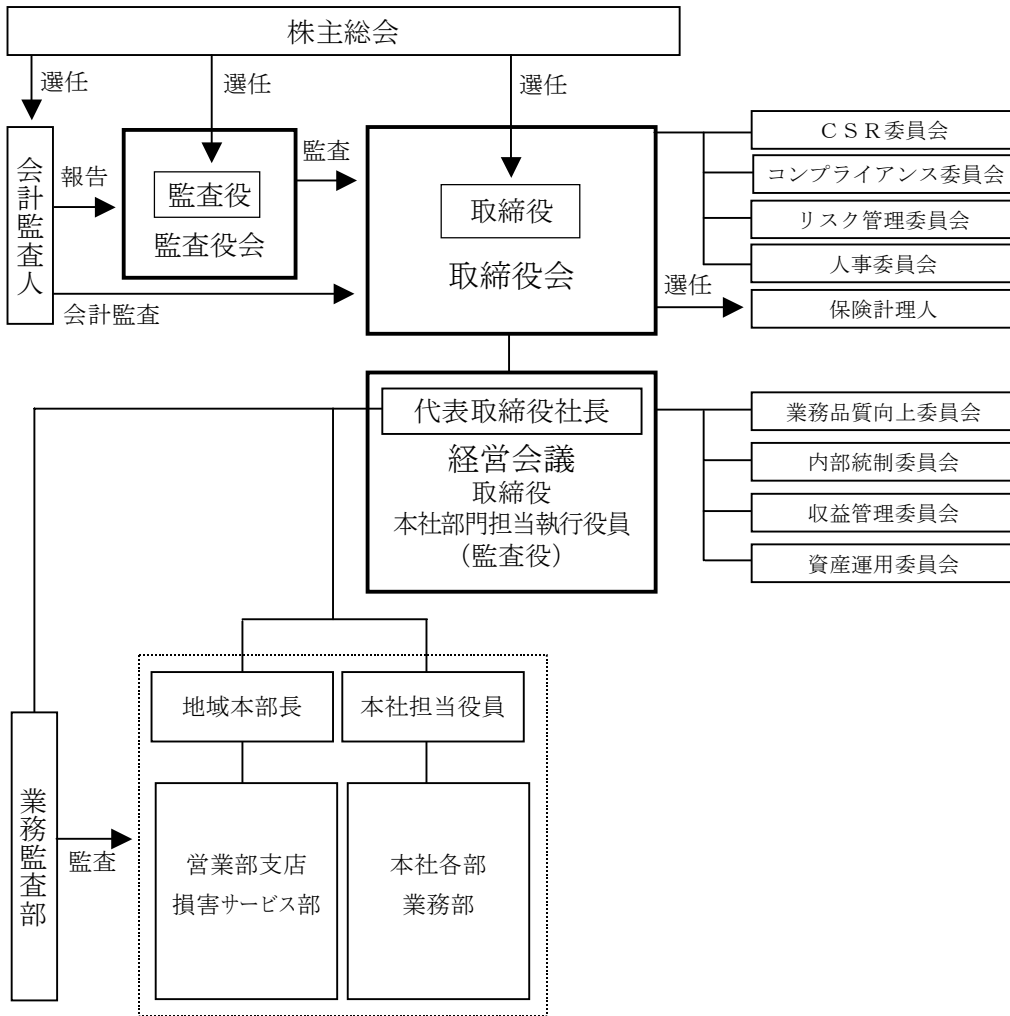 株主総会
選任
選任
選任
会計監査人
報告
監査役
監査役会
監査
会計監査
取締役
取締役会
選任
ＣＳＲ委員会
コンプライアンス委員会
リスク管理委員会
人事委員会
保険計理人
代表取締役社長
経営会議
取締役
本社部門担当執行役員
（監査役）
業務品質向上委員会
内部統制委員会
収益管理委員会
資産運用委員会
地域本部長
本社担当役員
業務監査部
監査
営業部支店
損害サービス部
本社各部
業務部